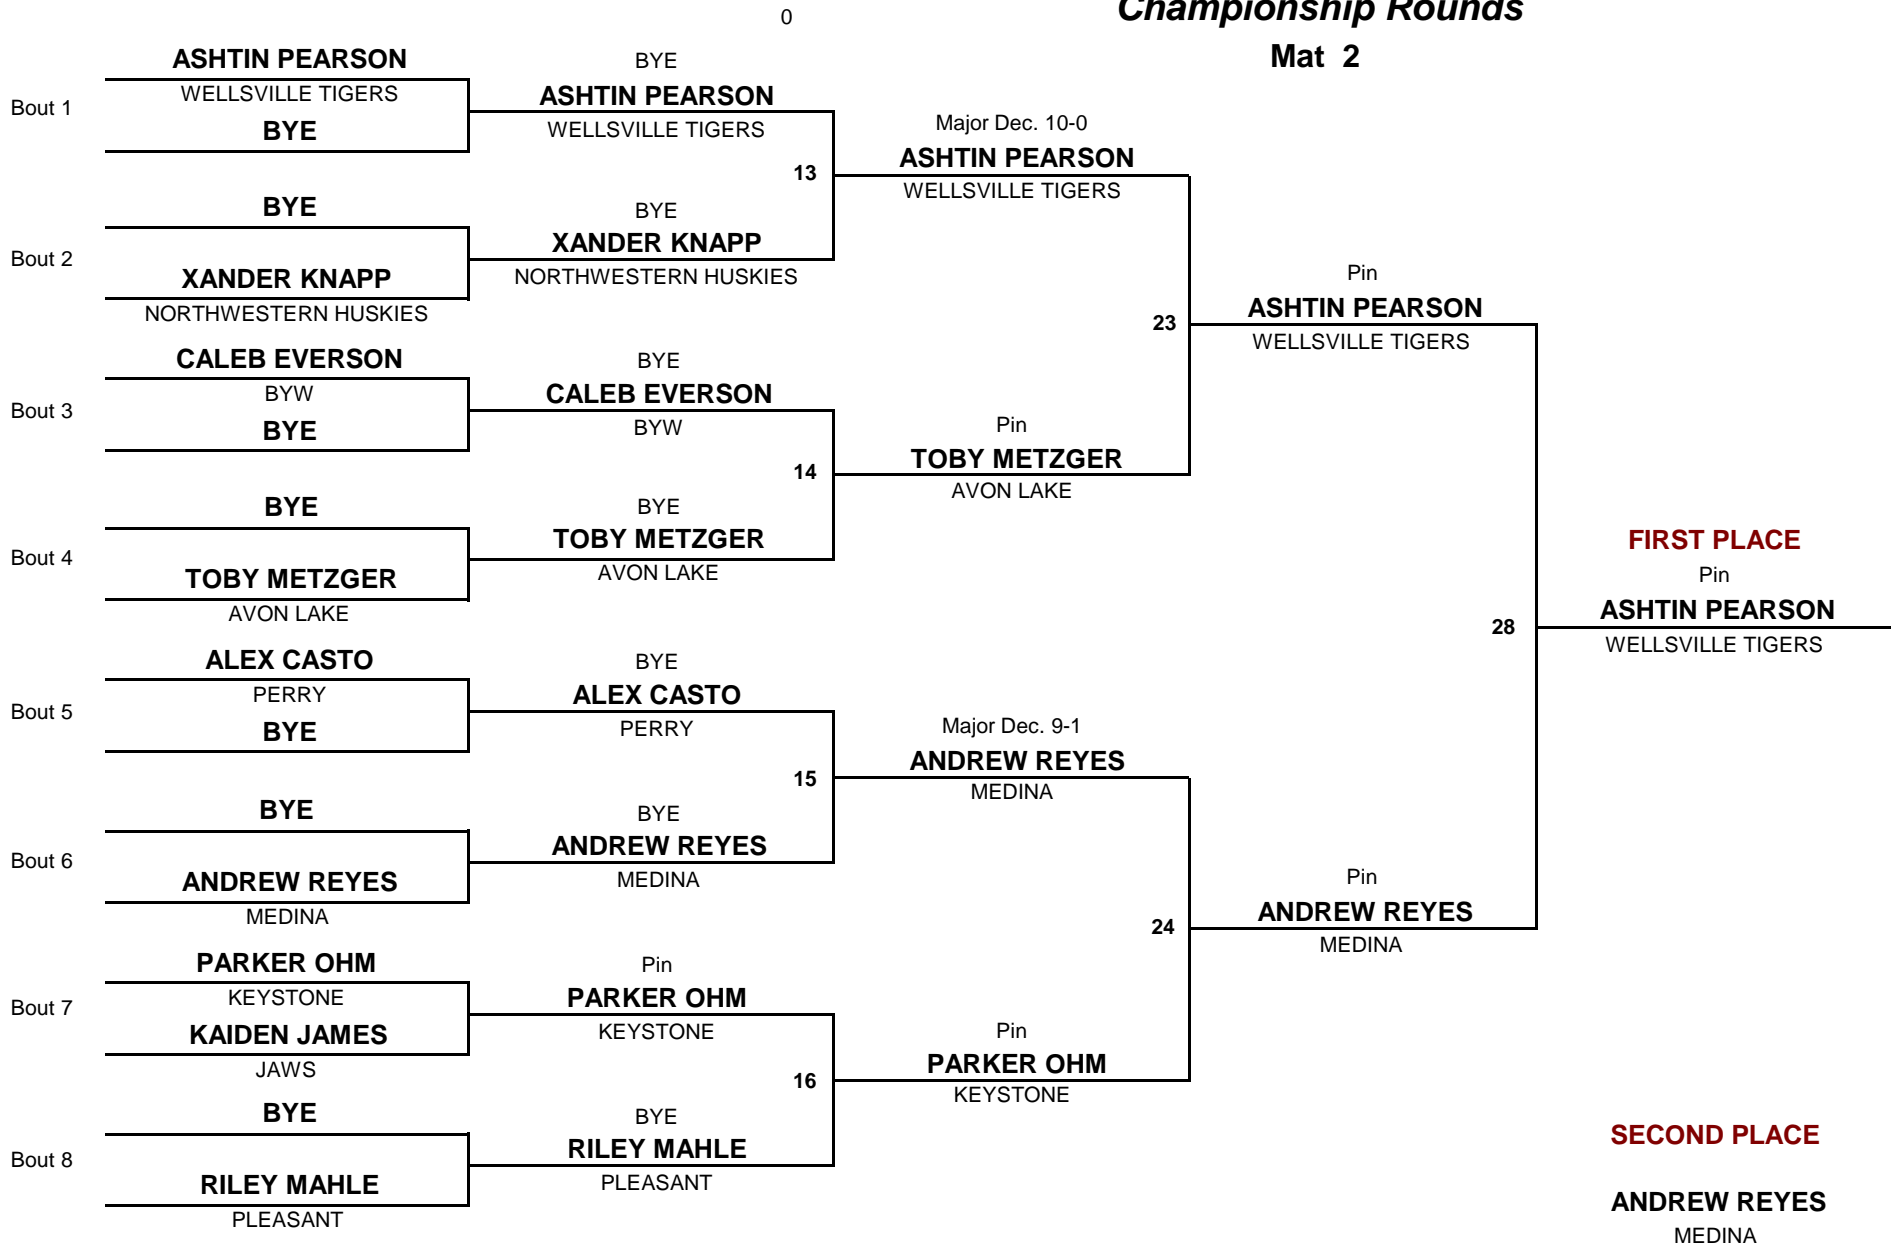 0
Championship Rounds
Mat 2
Bout 1
ASHTIN PEARSON
WELLSVILLE TIGERS
BYE
Bout 2
BYE
XANDER KNAPP
NORTHWESTERN HUSKIES
Bout 3
CALEB EVERSON
BYW
BYE
Bout 4
BYE
TOBY METZGER
AVON LAKE
Bout 5
ALEX CASTO
PERRY
BYE
Bout 6
BYE
ANDREW REYES
MEDINA
Bout 7
PARKER OHM
KEYSTONE
KAIDEN JAMES
JAWS
Bout 8
BYE
RILEY MAHLE
PLEASANT
BYE
ASHTIN PEARSON
WELLSVILLE TIGERS
13
BYE
XANDER KNAPP
NORTHWESTERN HUSKIES
BYE
CALEB EVERSON
BYW
14
BYE
TOBY METZGER
AVON LAKE
BYE
ALEX CASTO
PERRY
15
BYE
ANDREW REYES
MEDINA
Pin
PARKER OHM
KEYSTONE
16
BYE
RILEY MAHLE
PLEASANT
Major Dec. 10-0
ASHTIN PEARSON
WELLSVILLE TIGERS
23
Pin
TOBY METZGER
AVON LAKE
Major Dec. 9-1
ANDREW REYES
MEDINA
24
Pin
PARKER OHM
KEYSTONE
Pin
ASHTIN PEARSON
WELLSVILLE TIGERS
28
Pin
ANDREW REYES
MEDINA
FIRST PLACE
Pin
ASHTIN PEARSON
WELLSVILLE TIGERS
SECOND PLACE
ANDREW REYES
MEDINA